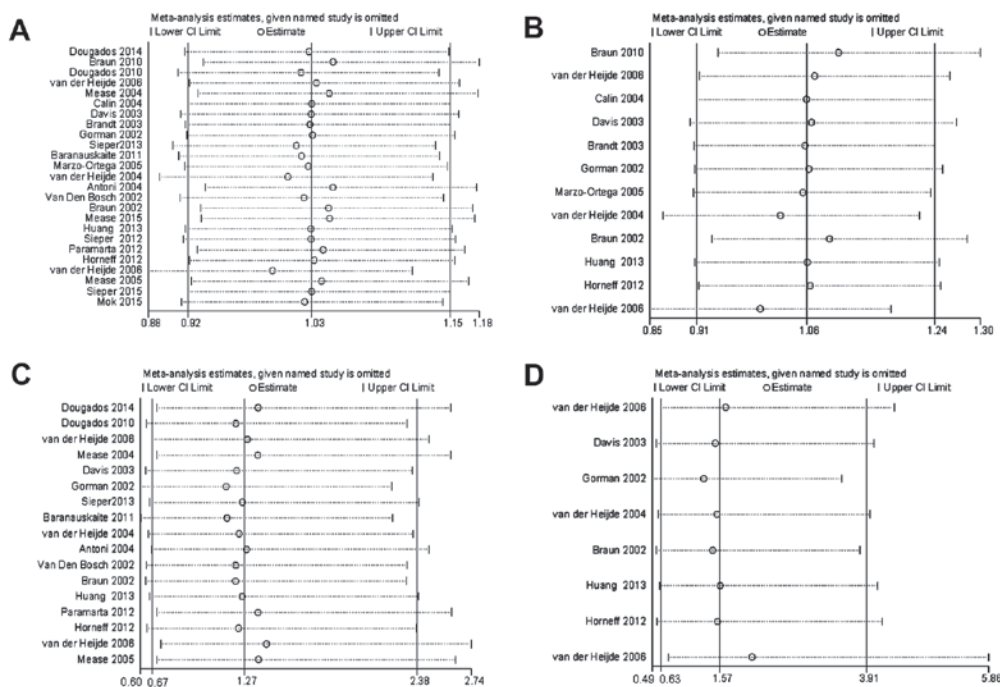 A
Meta-analysis estimates, given named study is omitted
Lower CI Limit Estimate Upper CI Limit
Dougados 2014
Braun 2010
Dougados 2010
van der Heijde 2006
Mease 2004
Calin 2004
Davis 2003
Brandt 2003
Gorman 2002
Sieper2013
Baranauskaite 2011
Marzo-Ortega 2005
van der Heijde 2004
Antoni 2004
Van Den Bosch 2002
Braun 2002
Mease 2015
Huang 2013
Sieper 2012
Paramarta 2012
Horneff 2012
van der Heijde 2006
Mease 2005
Sieper 2015
Mok 2015
0.88 0.92 1.03 1.15 1.18
B
Meta-analysis estimates, given named study is omitted
Lower CI Limit Estimate Upper CI Limit
Braun 2010
van der Heijde 2006
Calin 2004
Davis 2003
Brandt 2003
Gorman 2002
Marzo-Ortega 2005
van der Heijde 2004
Braun 2002
Huang 2013
Horneff 2012
van der Heijde 2006
0.85 0.91 1.06 1.24 1.30
C
Meta-analysis estimates, given named study is omitted
Lower CI Limit Estimate Upper CI Limit
Dougados 2014
Dougados 2010
van der Heijde 2006
Mease 2004
Davis 2003
Gorman 2002
Sieper2013
Baranauskaite 2011
van der Heijde 2004
Antoni 2004
Van Den Bosch 2002
Braun 2002
Huang 2013
Paramarta 2012
Horneff 2012
van der Heijde 2006
Mease 2005
0.60 0.67 1.27 2.38 2.74
D
Meta-analysis estimates, given named study is omitted
Lower CI Limit Estimate Upper CI Limit
van der Heijde 2006
Davis 2003
Gorman 2002
van der Heijde 2004
Braun 2002
Huang 2013
Horneff 2012
van der Heijde 2006
0.49 0.63 1.57 3.91 5.86